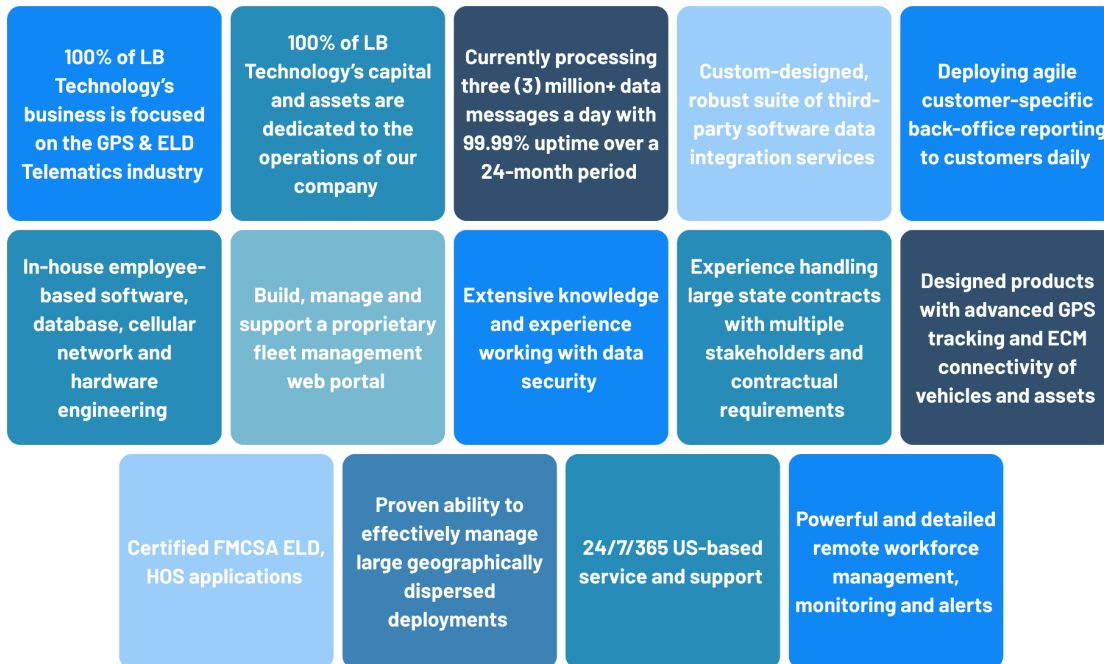 100% of LB
Technology's
business is focused
on the GPS & ELD
Telematics industry
100% of LB
Technology's capital
and assets are
dedicated to the
operations of our
company
Currently processing
three (3) million+ data
messages a day with
99.99% uptime over a
24-month period
Custom-designed,
robust suite of third-
party software data
integration services
Deploying agile
customer-specific
back-office reporting
to customers daily
In-house employee-
based software,
database, cellular
network and
hardware
engineering
Build, manage and
support a proprietary
fleet management
web portal
Extensive knowledge
and experience
working with data
security
Experience handling
large state contracts
with multiple
stakeholders and
contractual
requirements
Designed products
with advanced GPS
tracking and ECM
connectivity of
vehicles and assets
Certified FMCSA ELD,
HOS applications
Proven ability to
effectively manage
large geographically
dispersed
deployments
24/7/365 US-based
service and support
Powerful and detailed
remote workforce
management,
monitoring and alerts